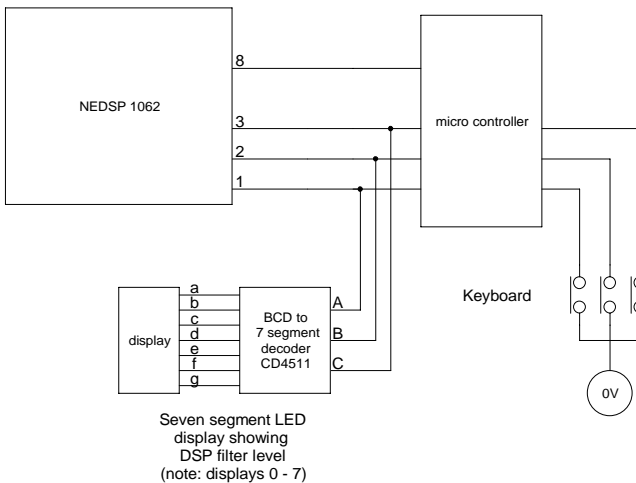 NEDSP 1062
8
3
2
1
micro controller
Keyboard
0V
a
b
c
d
e
f
g
display
BCD to
7 segment
decoder
CD4511
A
B
C
Seven segment LED
display showing
DSP filter level
(note: displays 0 - 7)